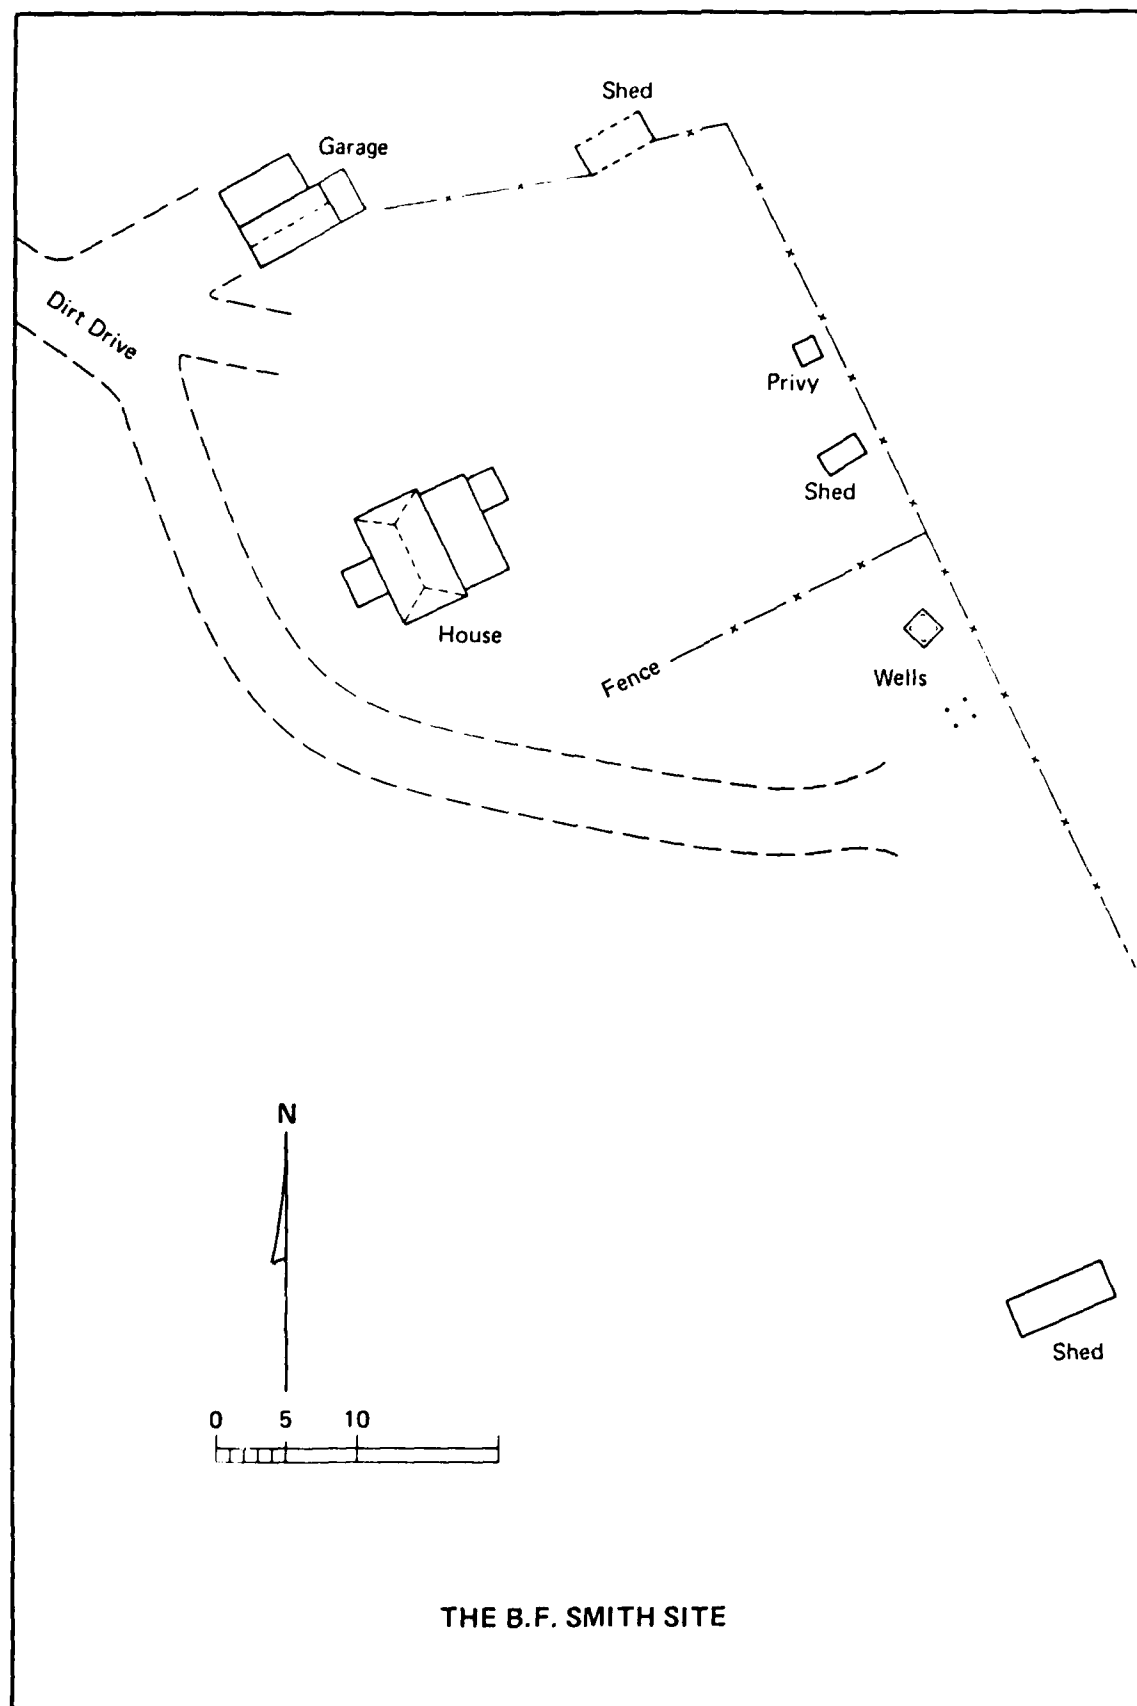 Shed
Garage
Dirt Drive
Privy
Shed
House
Fence
Wells
N
Shed
0 5 10
THE B.F. SMITH SITE